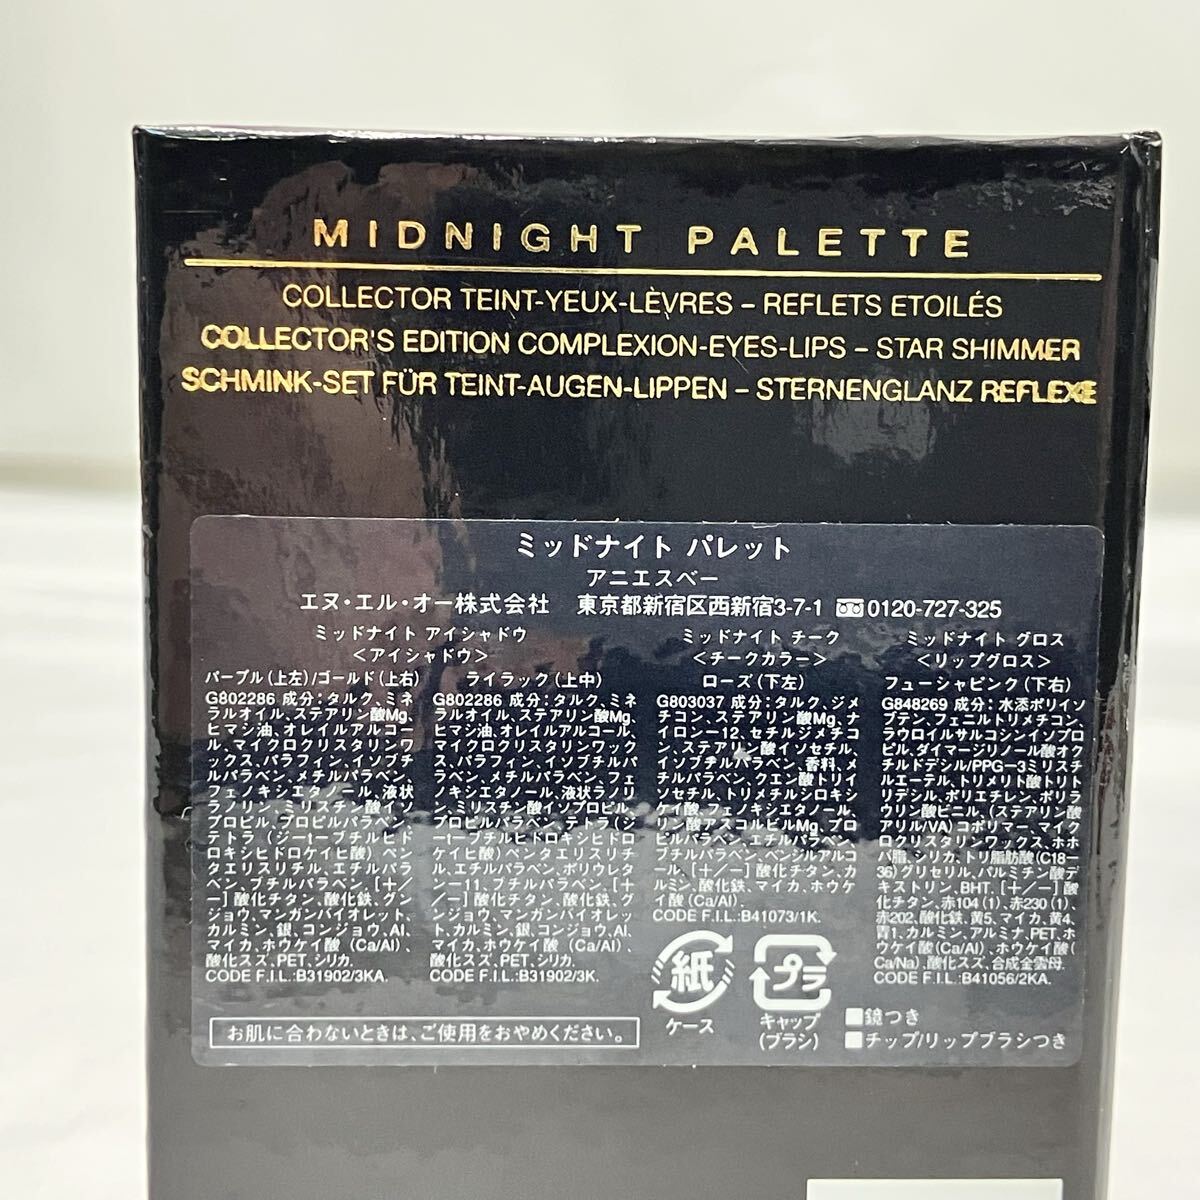 MIDNIGHT PALETTE
COLLECTOR TEINT-YEUX-LÈVRES – REFLETS ETOILÉS
COLLECTOR'S EDITION COMPLEXION-EYES-LIPS – STAR SHIMMER
SCHMINK-SET FÜR TEINT-AUGEN-LIPPEN – STERNENGLANZ REFLEXE
ミッドナイト パレット
アニエスベー
エヌ・エル・オー株式会社 東京都新宿区西新宿3-7-1 0120-727-325
ミッドナイト アイシャドウ
＜アイシャドウ＞
パープル(上左)/ゴールド(上右)
G802286 成分:タルク、ミネ
ラルオイル、ステアリン酸Mg、
ヒマシ油、オレイルアルコー
ル、マイクロクリスタリンワ
ックス、パラフィン、イソブチ
ルパラベン、メチルパラベン、
フェノキシエタノール、液状
ラノリン、ミリスチン酸イソ
プロピル、プロピルパラベン、
テトラ(ジーtーブチルヒド
ロキシヒドロケイヒ酸)ペン
タエリスリチル、エチルパラベ
ン、ブチルパラベン、[＋/
－]酸化チタン、酸化鉄、グン
ジョウ、マンガンバイオレット、
カルミン、銀、コンジョウ、Al、
マイカ、ホウケイ酸(Ca/Al)、
酸化スズ、PET、シリカ.
CODE F.I.L.:B31902/3KA.
ライラック(上中)
G802286 成分:タルク、ミネ
ラルオイル、ステアリン酸Mg、
ヒマシ油、オレイルアルコール、
マイクロクリスタリンワックス
、パラフィン、イソブチルパラベ
ン、メチルパラベン、フェ
ノキシエタノール、液状ラノリ
ン、ミリスチン酸イソプロピル、
プロピルパラベン、テトラ(ジ
ーtーブチルヒドロキシヒドロ
ケイヒ酸)ペンタエリスリチ
ル、エチルパラベン、ポリウレタ
ンー11、ブチルパラベン、[＋
/－]酸化チタン、酸化鉄、グ
ンジョウ、マンガンバイオレッ
ト、カルミン、銀、コンジョウ、Al、
マイカ、ホウケイ酸(Ca/Al)、
酸化スズ、PET、シリカ.
CODE F.I.L.:B31902/3K.
ミッドナイト チーク
＜チークカラー＞
ローズ(下左)
G803037 成分:タルク、ジメ
チコン、ステアリン酸Mg、ナ
イロンー12、セチルジメチコ
ン、ステアリン酸イソセチル、
イソブチルパラベン、香料、メ
チルパラベン、クエン酸トリイ
ソセチル、トリメチルシロキシ
ケイ酸、フェノキシエタノール、
リン酸アスコルビルMg、プロ
ピルパラベン、エチルパラベン、
ブチルパラベン、ベンジルアルコ
ール、[＋/－]酸化チタン、カ
ルミン、酸化鉄、マイカ、ホウケ
イ酸(Ca/Al).
CODE F.I.L.:B41073/1K.
ミッドナイト グロス
＜リップグロス＞
フューシャピンク(下右)
G848269 成分:水添ポリイソ
ブテン、フェニルトリメチコン、
ラウロイルサルコシンイソプロ
ピル、ダイマージリノール酸オク
チルドデシル/PPGー3ミリスチ
ルエーテル、トリメリト酸トリト
リデシル、ポリエチレン、ポリラ
ウリン酸ビニル、(ステアリン酸
アリル/VA)コポリマー、マイク
ロクリスタリンワックス、ホホ
バ脂、シリカ、トリ脂肪酸(C18ー
36)グリセリル、パルミチン酸デ
キストリン、BHT、[＋/－]酸
化チタン、赤104(1)、赤230(1)、
赤202、酸化鉄、黄5、マイカ、黄4、
青1、カルミン、アルミナ、PET、ホ
ウケイ酸(Ca/Al)、ホウケイ酸(
Ca/Na)、酸化スズ、合成金雲母.
CODE F.I.L.:B41056/2KA.
お肌に合わないときは、ご使用をおやめください。
紙
ケース
プラ
キャップ
(ブラシ)
■鏡つき
■チップ/リップブラシつき